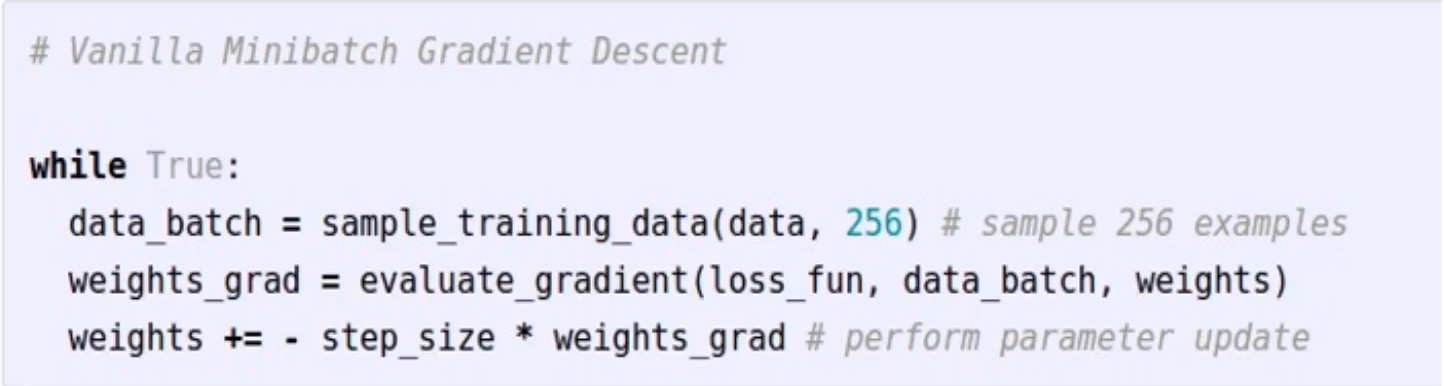 # Vanilla Minibatch Gradient Descent
while True:
data_batch = sample_training_data(data, 256) # sample 256 examples
weights_grad = evaluate_gradient(loss_fun, data_batch, weights)
weights += - step_size * weights_grad # perform parameter update